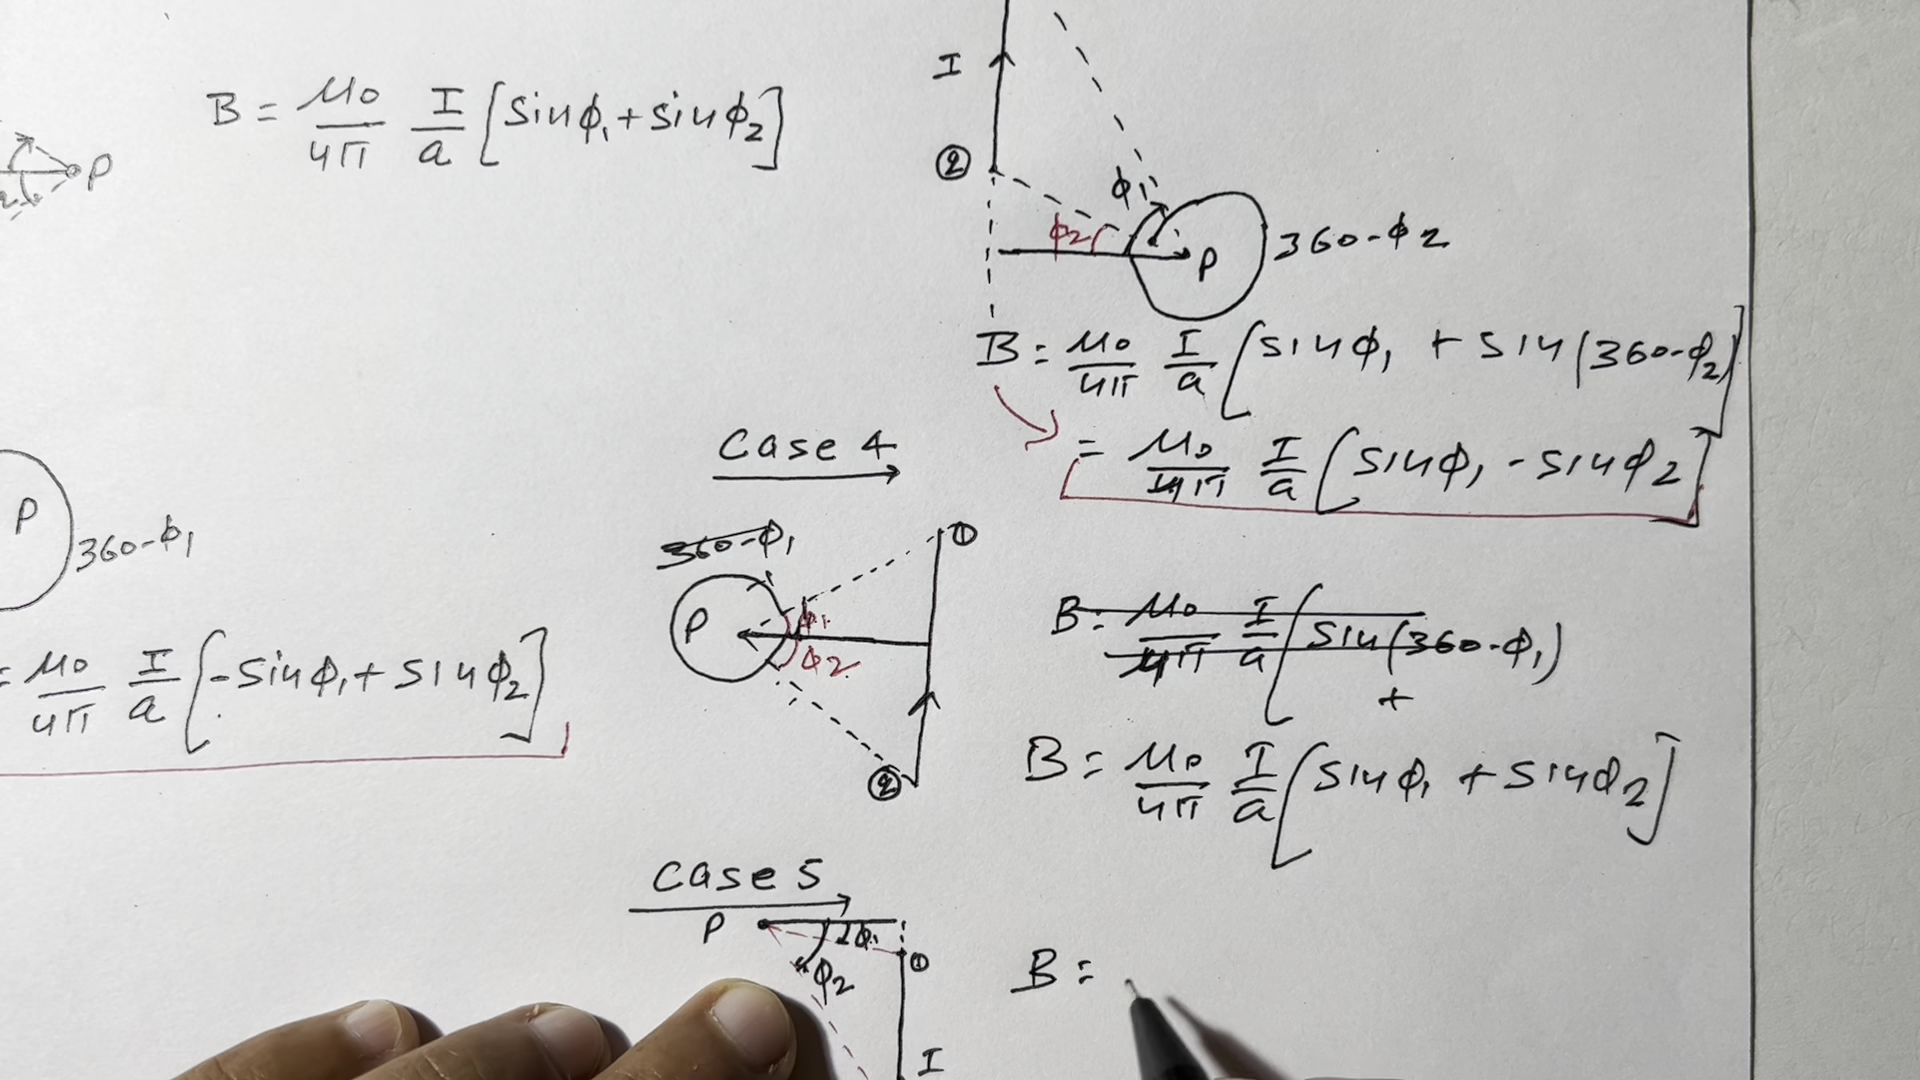 I
B = μ0/4π I/a [sinφ1 + sinφ2]
②
P
φ1
φ2
P
360-φ2
B = μ0/4π I/a [sinφ1 + sin(360-φ2)]
= μ0/4π I/a [sinφ1 - sinφ2]
Case 4
P
360-φ1
360-φ1
①
P
φ1
φ2
②
= μ0/4π I/a [-sinφ1 + sinφ2]
B = μ0/4π I/a [sin(360-φ1)
+
B = μ0/4π I/a [sinφ1 + sinφ2]
Case 5
P
φ1
①
φ2
B =
I